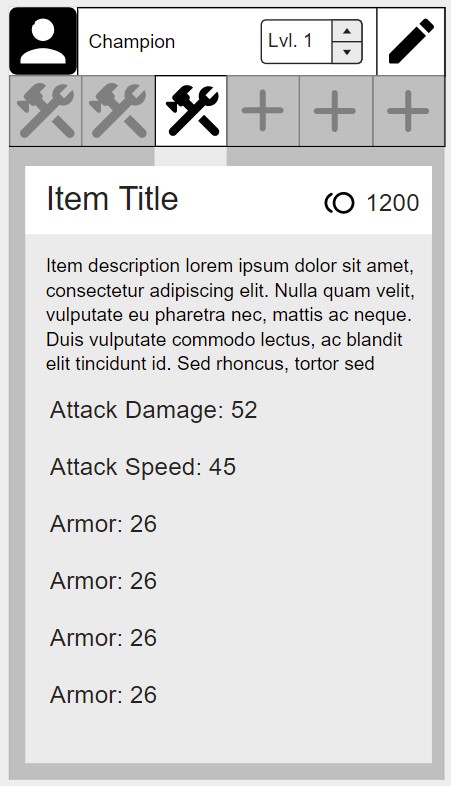 Champion
Lvl. 1
Item Title
1200
Item description lorem ipsum dolor sit amet,
consectetur adipiscing elit. Nulla quam velit,
vulputate eu pharetra nec, mattis ac neque.
Duis vulputate commodo lectus, ac blandit
elit tincidunt id. Sed rhoncus, tortor sed
Attack Damage: 52
Attack Speed: 45
Armor: 26
Armor: 26
Armor: 26
Armor: 26